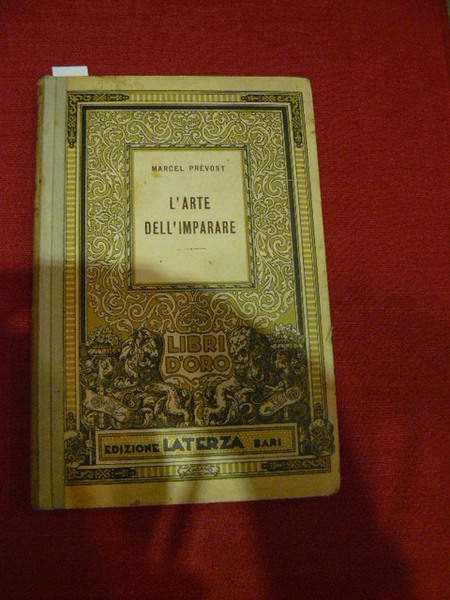 MARCEL PRÉVOST
L'ARTE
DELL'IMPARARE
LIBRI
D'ORO
EDIZIONE LATERZA BARI